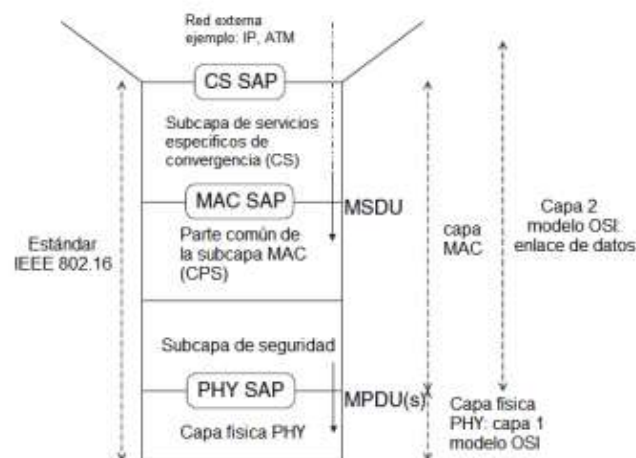 Red externa
ejemplo: IP, ATM
CS SAP
Subcapa de servicios
especificos de
convergencia (CS)
MAC SAP
MSDU
Parte común de
la subcapa MAC
(CPS)
Estándar
IEEE 802.16
capa
MAC
Capa 2
modelo OSI:
enlace de datos
Subcapa de seguridad
PHY SAP
MPDU(s)
Capa fisica PHY
Capa física
PHY: capa 1
modelo OSI